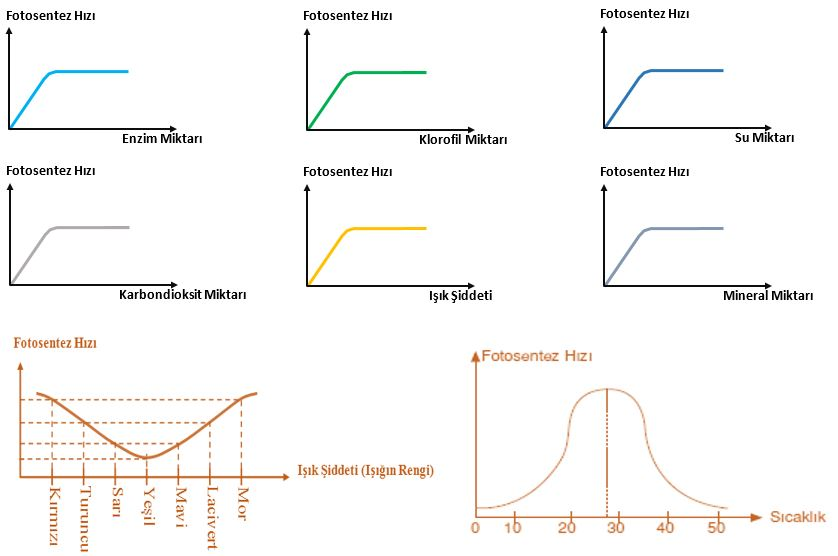 Fotosentez Hızı
Enzim Miktarı
Fotosentez Hızı
Klorofil Miktarı
Fotosentez Hızı
Su Miktarı
Fotosentez Hızı
Karbondioksit Miktarı
Fotosentez Hızı
Işık Şiddeti
Fotosentez Hızı
Mineral Miktarı
Fotosentez Hızı
Işık Şiddeti (Işığın Rengi)
Kırmızı
Turuncu
Sarı
Yeşil
Mavi
Lacivert
Mor
Fotosentez Hızı
0 10 20 30 40 50
Sıcaklık